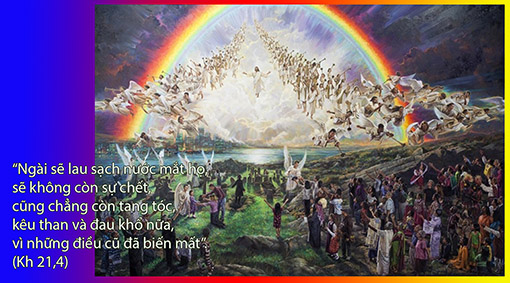 “Ngài sẽ lau sạch nước mắt họ,
sẽ không còn sự chết,
cũng chẳng còn tang tóc,
kêu than và đau khổ nữa,
vì những điều cũ đã biến mất”
(Kh 21,4)